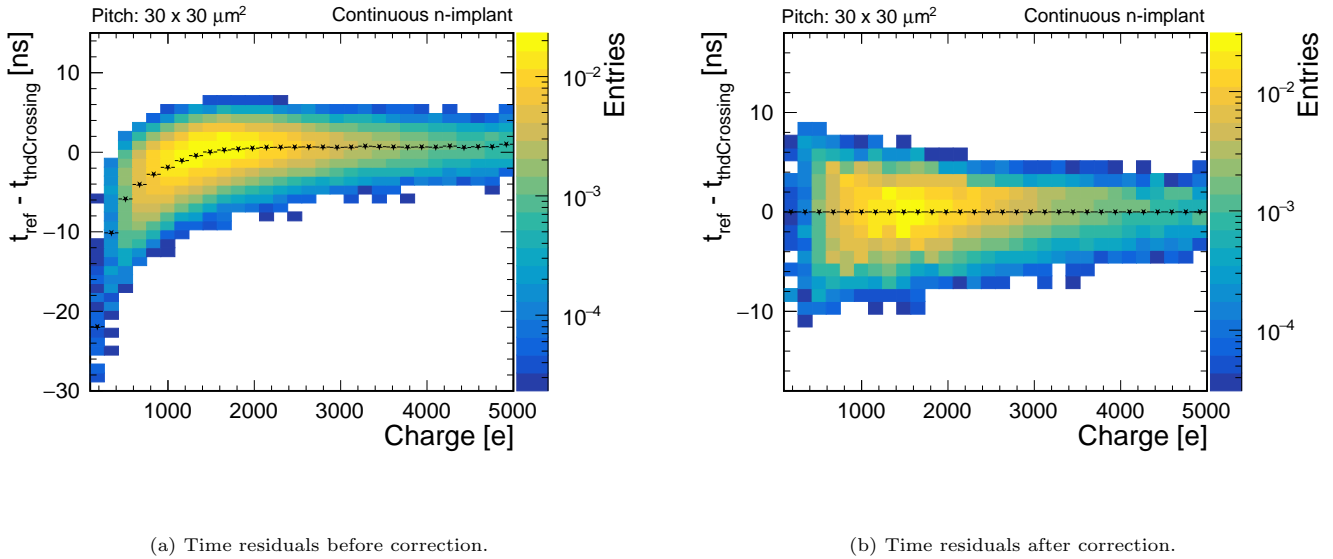 Pitch: 30 x 30 μm² Continuous n-implant
t_ref - t_thdCrossing [ns]
10
0
−10
−20
−30
1000 2000 3000 4000 5000
Charge [e]
10⁻²
10⁻³
10⁻⁴
Entries
(a) Time residuals before correction.
Pitch: 30 x 30 μm² Continuous n-implant
t_ref - t_thdCrossing [ns]
10
0
−10
1000 2000 3000 4000 5000
Charge [e]
10⁻²
10⁻³
10⁻⁴
Entries
(b) Time residuals after correction.